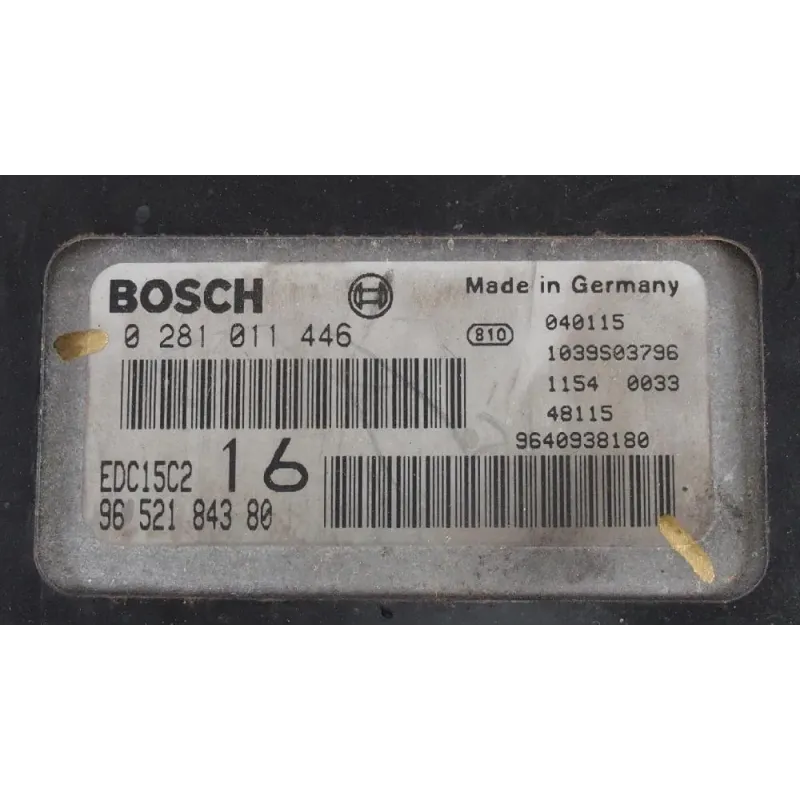 BOSCH
Made in Germany
0 281 011 446
810
040115
1039S03796
1154 0033
48115
9640938180
EDC15C2 16
96 521 843 80